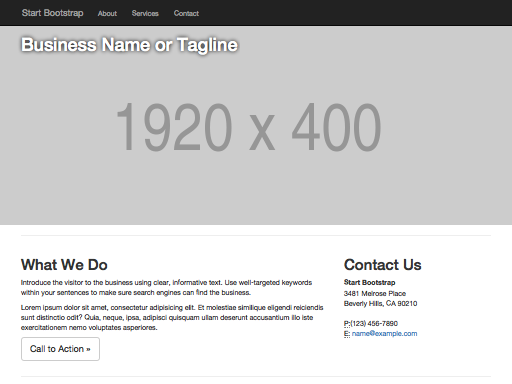 Start Bootstrap About Services Contact
Business Name or Tagline
1920 x 400
What We Do
Introduce the visitor to the business using clear, informative text. Use well-targeted keywords
within your sentences to make sure search engines can find the business.
Lorem ipsum dolor sit amet, consectetur adipisicing elit. Et molestiae similique eligendi reiciendis
sunt distinctio odit? Quia, neque, ipsa, adipisci quisquam ullam deserunt accusantium illo iste
exercitationem nemo voluptates asperiores.
Call to Action »
Contact Us
Start Bootstrap
3481 Melrose Place
Beverly Hills, CA 90210
P:(123) 456-7890
E: name@example.com